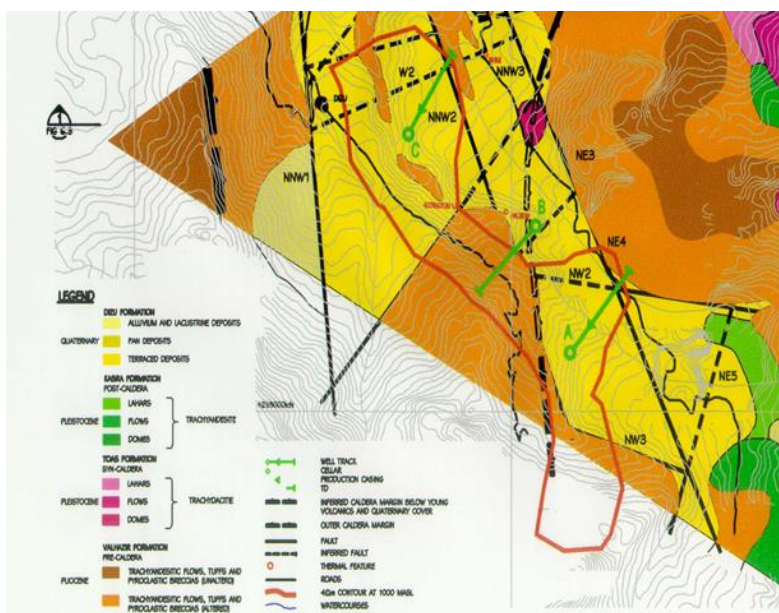 W2
NNW3
DIZU
NNW2
C
1
FIG 6.3
NE3
NNW1
B
NE4
NW2
A
NE5
NW3
LEGEND
DIZU FORMATION
QUATERNARY
ALLUVIUM AND LACUSTRINE DEPOSITS
FAN DEPOSITS
TERRACED DEPOSITS
POST-CALDERA
PLEISTOCENE
LAHARS
FLOWS
DOMES
TRACHYANDESITE
TOAS FORMATION
SYN-CALDERA
PLEISTOCENE
LAHARS
FLOWS
DOMES
TRACHYDACITE
VALHAZIR FORMATION
PRE-CALDERA
PLIOCENE
TRACHYANDESITIC FLOWS, TUFFS AND
PYROCLASTIC BRECCIAS (UNALTERED)
TRACHYANDESITIC FLOWS, TUFFS AND
PYROCLASTIC BRECCIAS (ALTERED)
WELL TRACK
CELLAR
PRODUCTION CASING
TD
INFERRED CALDERA MARGIN BELOW YOUNG
VOLCANICS AND QUATERNARY COVER
OUTER CALDERA MARGIN
FAULT
INFERRED FAULT
THERMAL FEATURE
ROADS
4Ωm CONTOUR AT 1000 MASL
WATERCOURSES